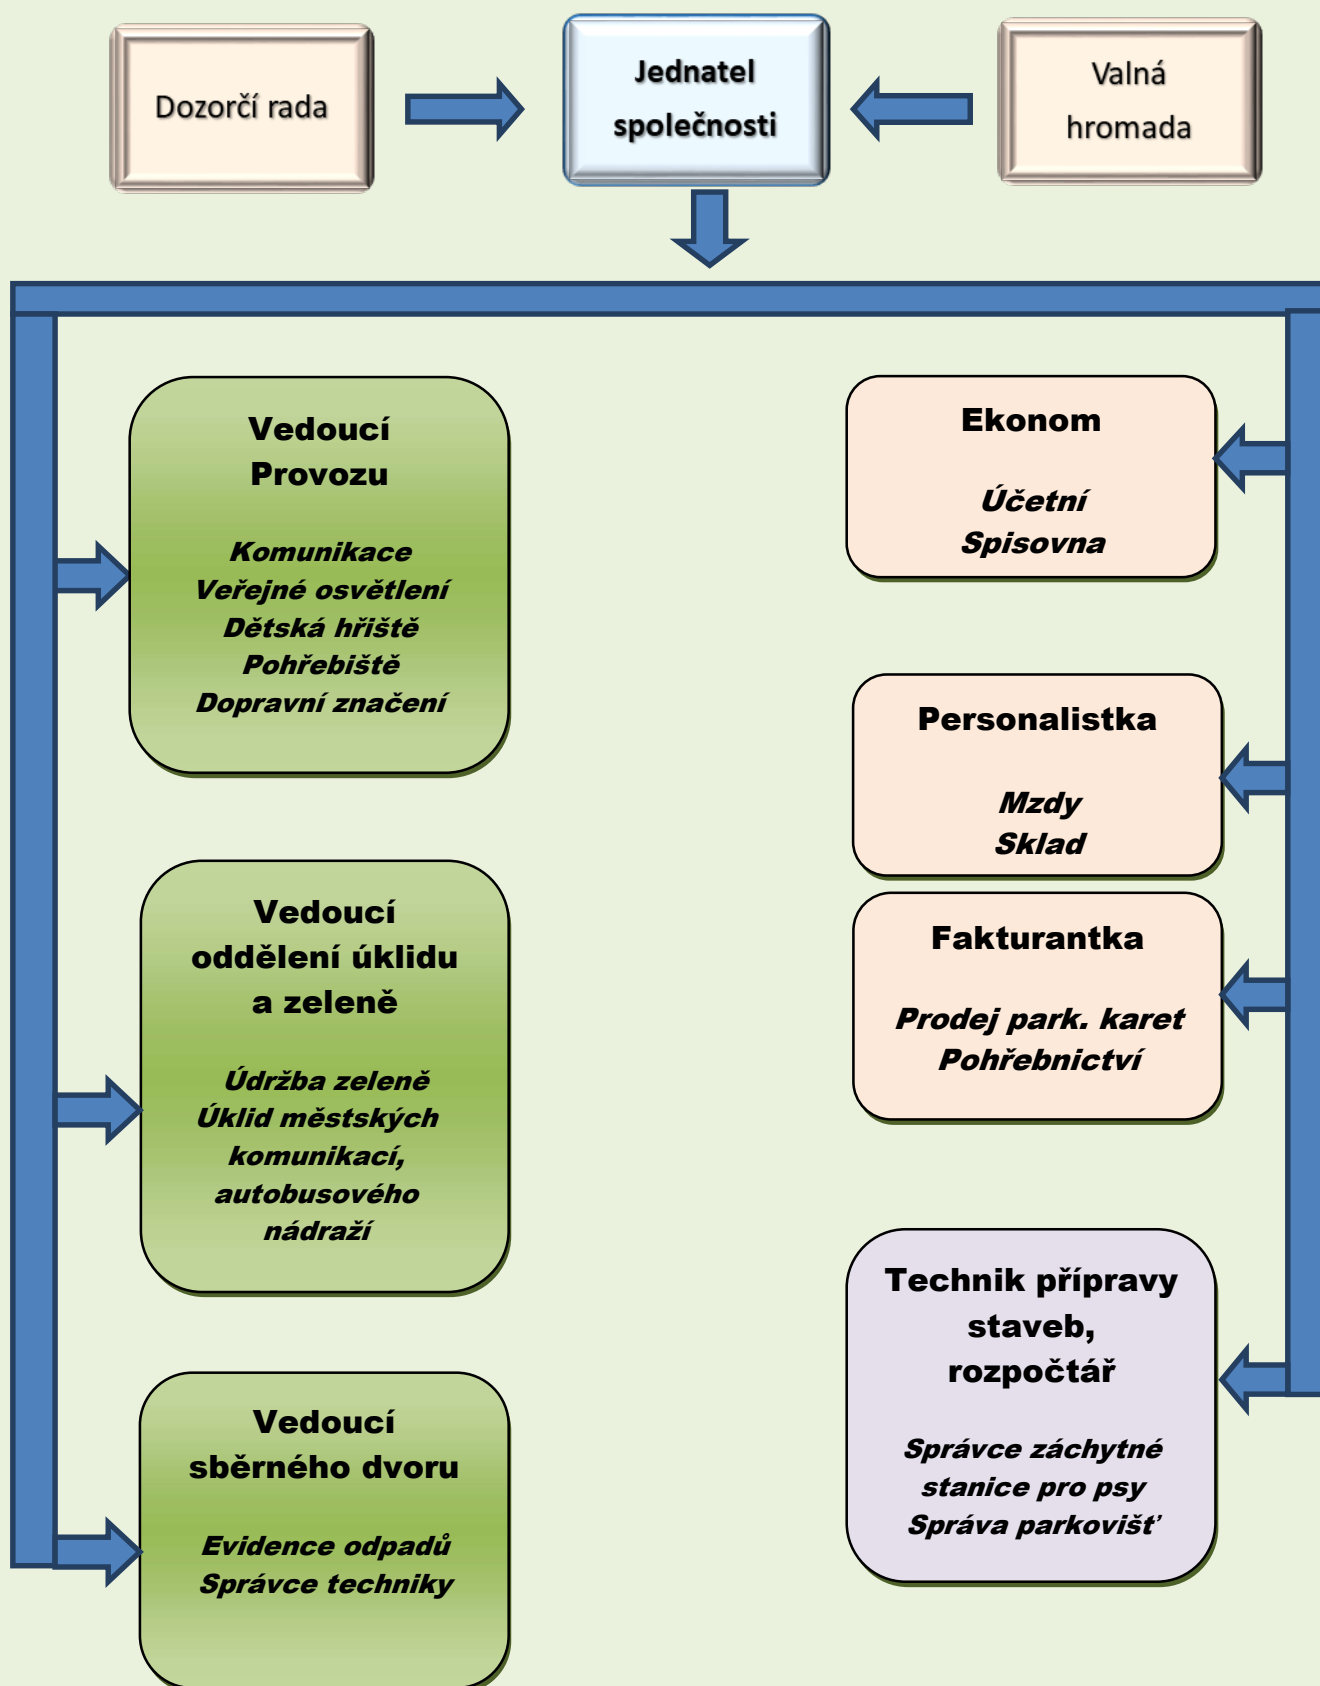 Dozorčí rada
Jednatel
společnosti
Valná
hromada
Vedoucí
Provozu
Komunikace
Veřejné osvětlení
Dětská hřiště
Pohřebiště
Dopravní značení
Vedoucí
oddělení úklidu
a zeleně
Údržba zeleně
Úklid městských
komunikací,
autobusového
nádraží
Vedoucí
sběrného dvoru
Evidence odpadů
Správce techniky
Ekonom
Účetní
Spisovna
Personalistka
Mzdy
Sklad
Fakturantka
Prodej park. karet
Pohřebnictví
Technik přípravy
staveb,
rozpočtář
Správce záchytné
stanice pro psy
Správa parkovišť